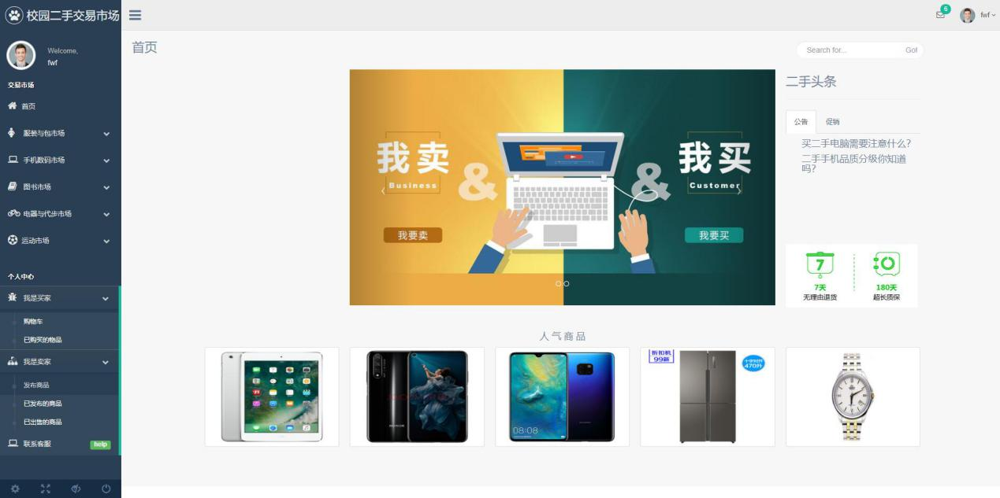 校园二手交易市场
6
fwf
Welcome,
fwf
交易市场
首页
服装与包市场
手机数码市场
图书市场
电器与代步市场
运动市场
个人中心
我是买家
购物车
已购买的物品
我是卖家
发布商品
已发布的商品
已出售的商品
联系客服
help
首页
Search for...
Go!
我卖
Business
我要卖
&
&
我买
Customer
我要买
二手头条
公告
促销
买二手电脑需要注意什么?
二手手机品质分级你知道
吗?
7
7天
无理由退货
180天
超长质保
人气商品
08:08
折扣机
99新
470升